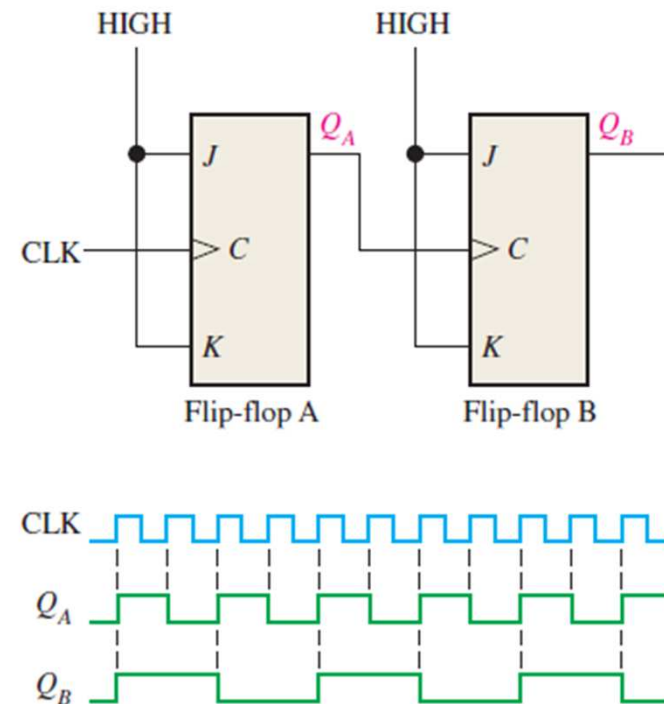 HIGH HIGH
Q_A Q_B
J J
CLK C C
K K
Flip-flop A Flip-flop B
CLK
Q_A
Q_B